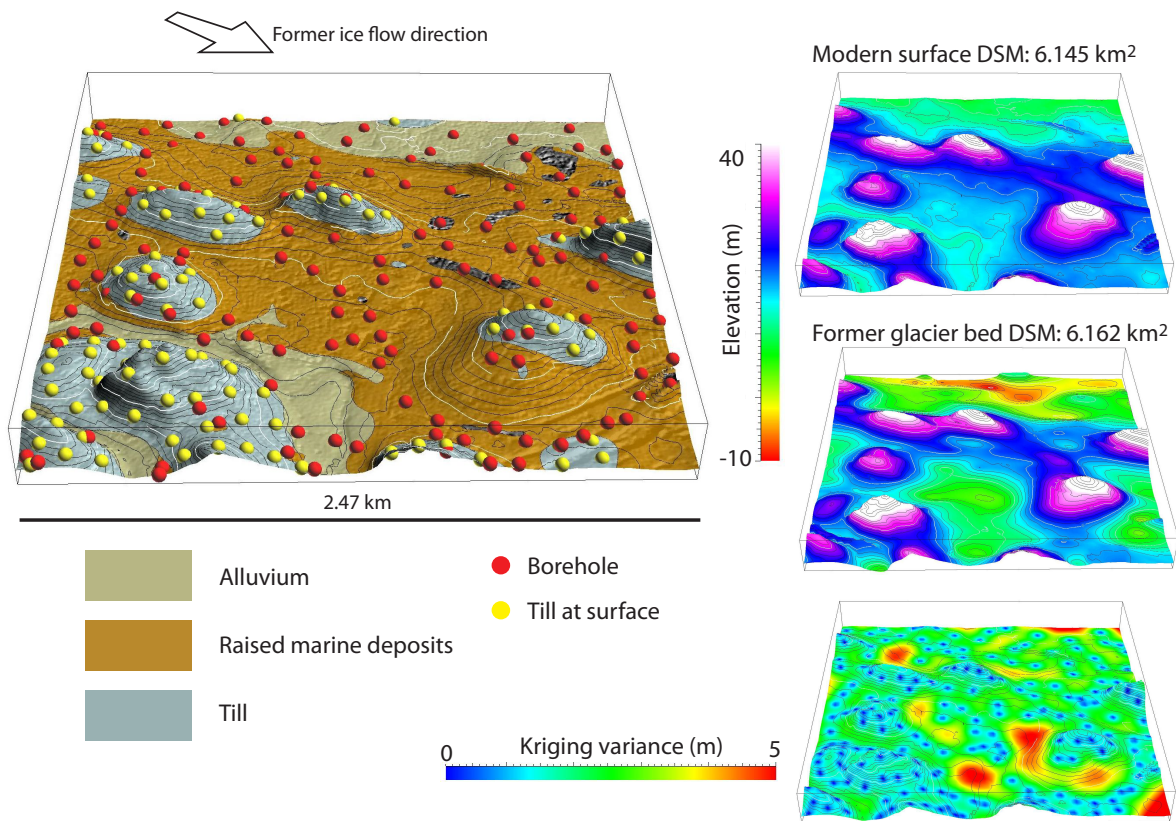 Former ice flow direction
Modern surface DSM: 6.145 km²
40
Elevation (m)
-10
Former glacier bed DSM: 6.162 km²
2.47 km
Alluvium
Raised marine deposits
Till
Borehole
Till at surface
0
Kriging variance (m)
5